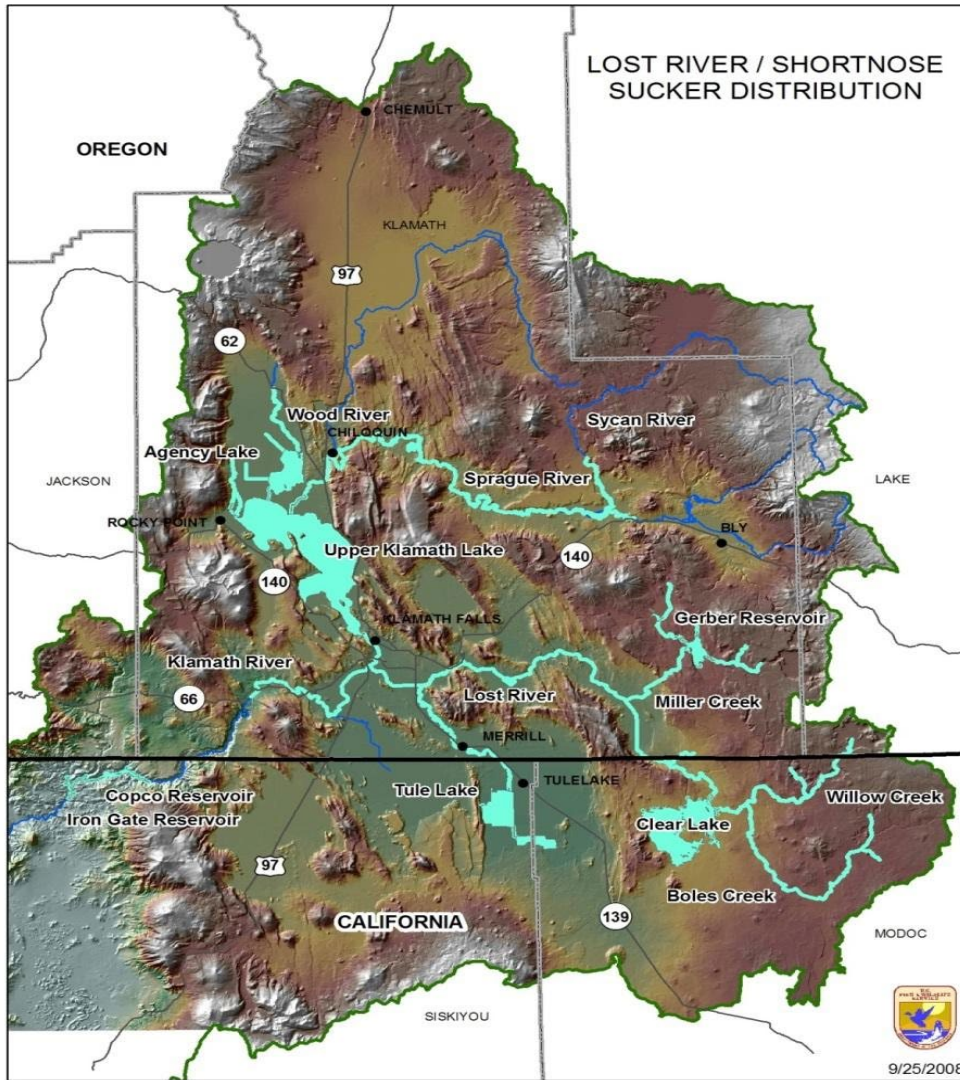 LOST RIVER / SHORTNOSE
SUCKER DISTRIBUTION
CHEMULT
OREGON
KLAMATH
97
62
Wood River
CHILOQUIN
Sycan River
Agency Lake
Sprague River
JACKSON
LAKE
ROCKY POINT
BLY
Upper Klamath Lake
140
140
Gerber Reservoir
KLAMATH FALLS
Klamath River
Lost River
Miller Creek
66
MERRILL
Tule Lake
TULELAKE
Copco Reservoir
Willow Creek
Iron Gate Reservoir
Clear Lake
97
Boles Creek
CALIFORNIA
139
MODOC
SISKIYOU
U.S.
FISH & WILDLIFE
SERVICE
9/25/2008